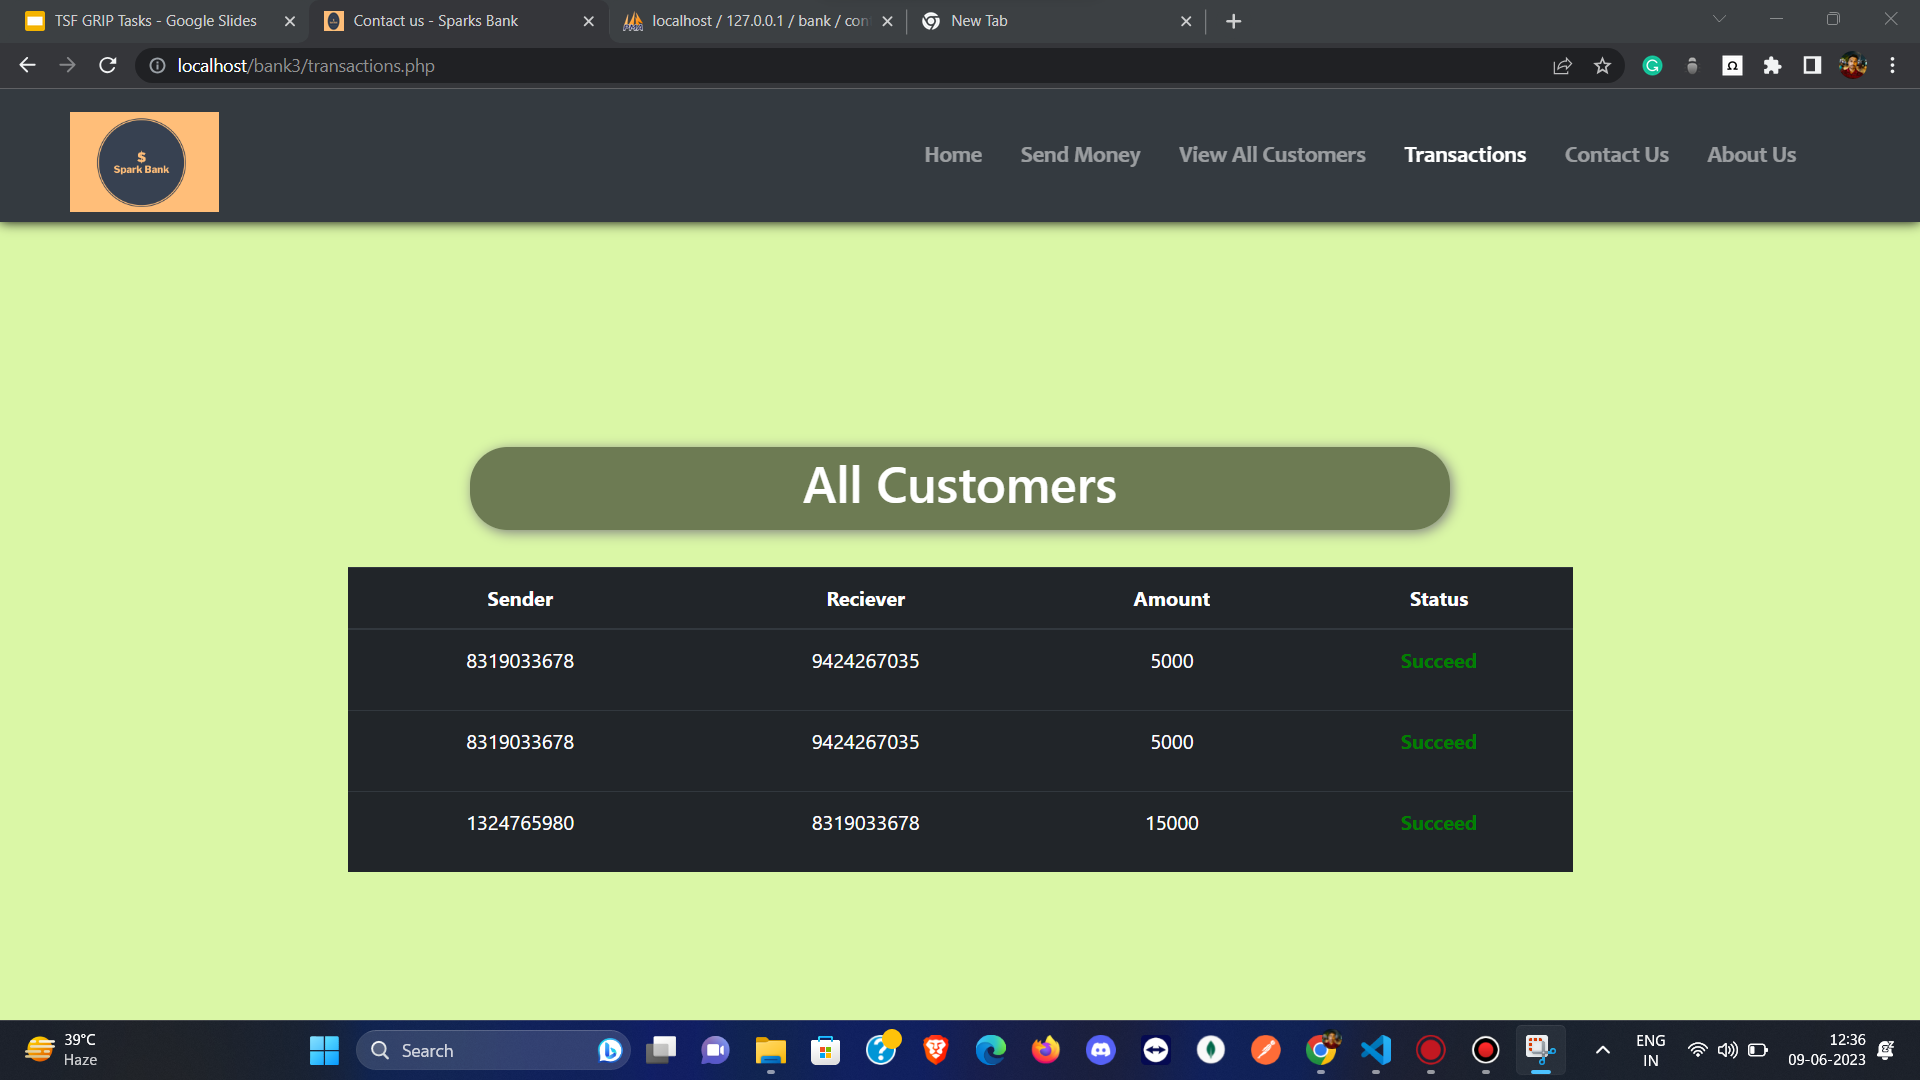 TSF GRIP Tasks - Google Slides
Contact us - Sparks Bank
localhost / 127.0.0.1 / bank / con
New Tab
localhost/bank3/transactions.php
$
Spark Bank
Home
Send Money
View All Customers
Transactions
Contact Us
About Us
All Customers
Sender Reciever Amount Status
8319033678 9424267035 5000 Succeed
8319033678 9424267035 5000 Succeed
1324765980 8319033678 15000 Succeed
39°C
Haze
Search
ENG
IN
12:36
09-06-2023